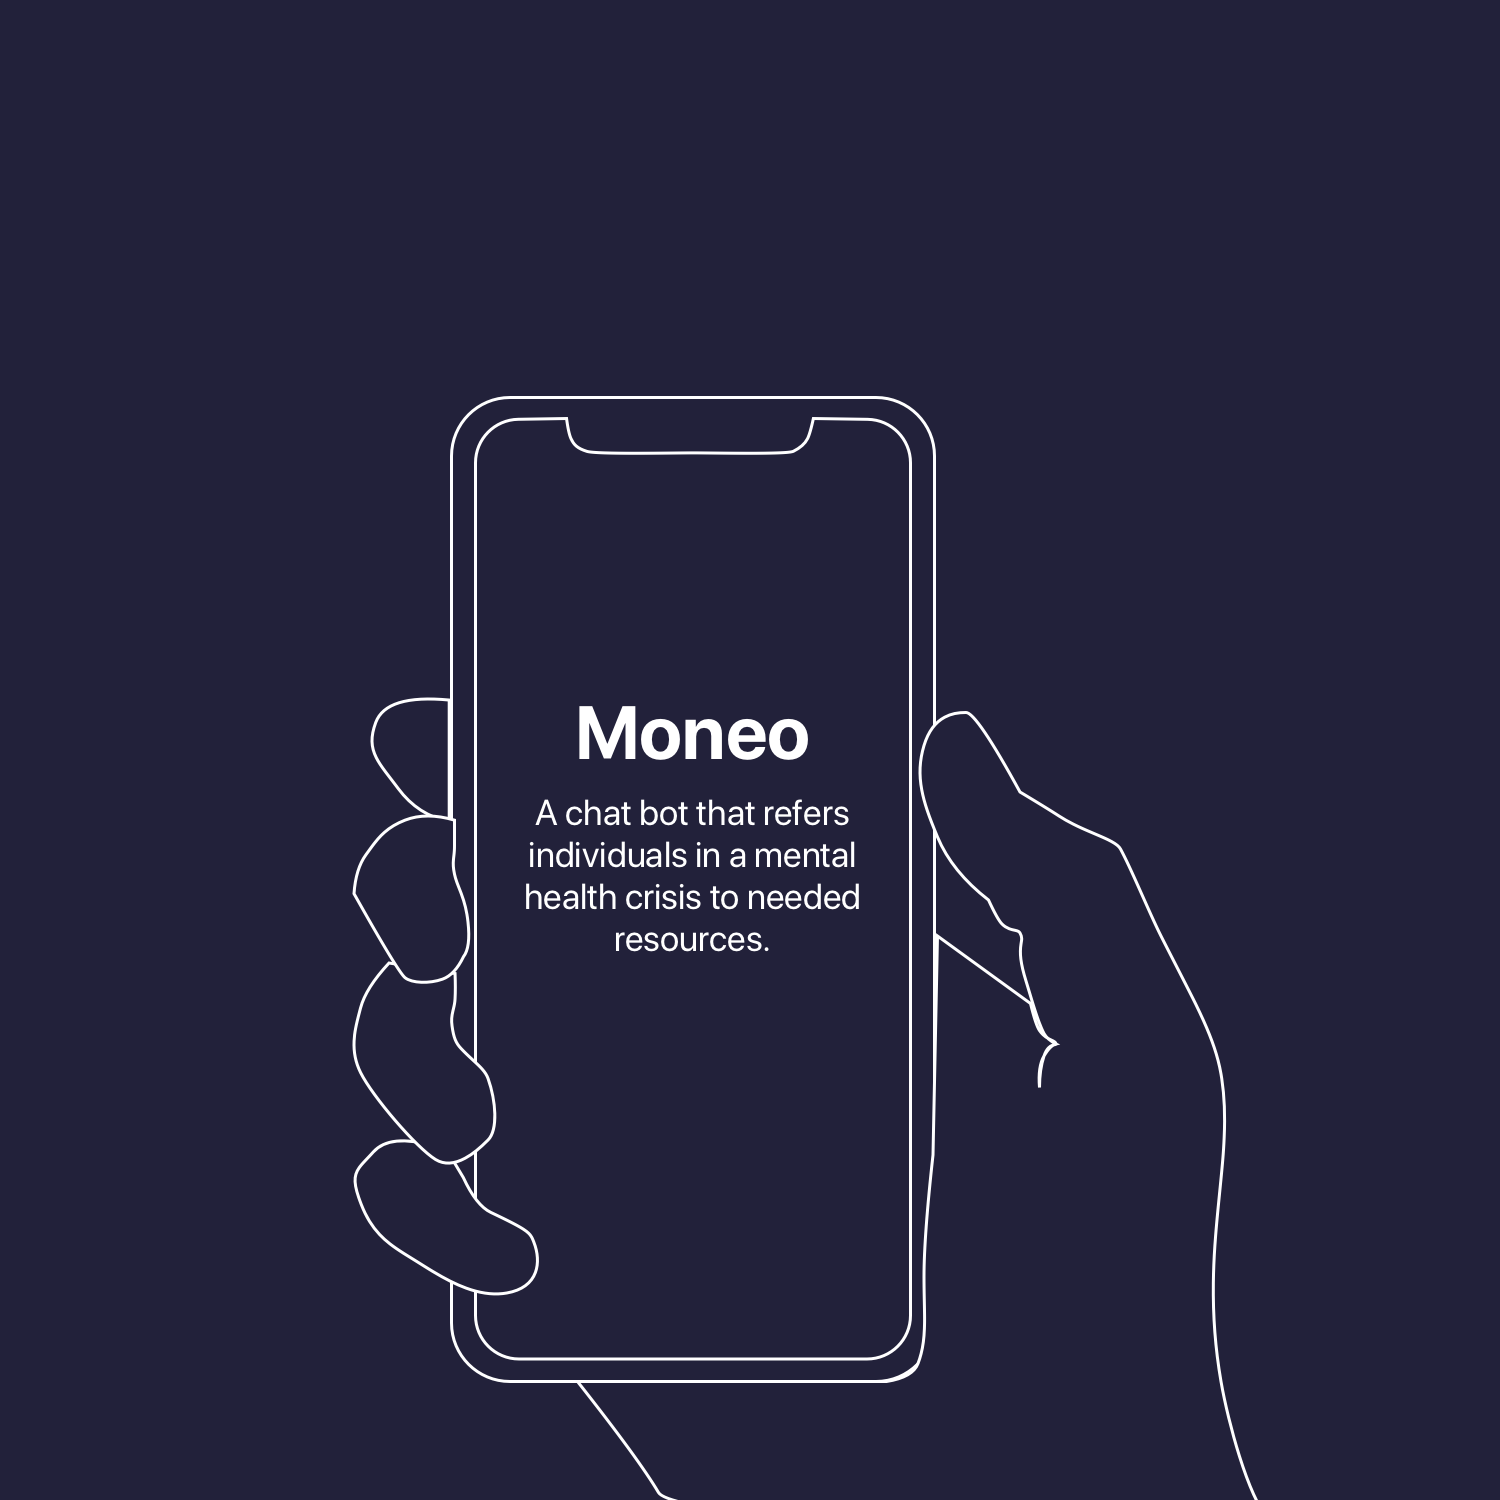 Moneo
A chat bot that refers
individuals in a mental
health crisis to needed
resources.